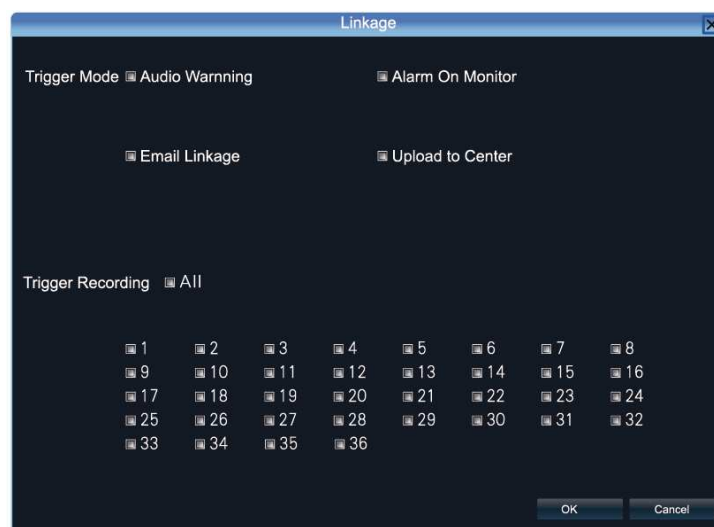 Linkage
Trigger Mode Audio Warnning Alarm On Monitor
Email Linkage Upload to Center
Trigger Recording All
1 2 3 4 5 6 7 8
9 10 11 12 13 14 15 16
17 18 19 20 21 22 23 24
25 26 27 28 29 30 31 32
33 34 35 36
OK Cancel